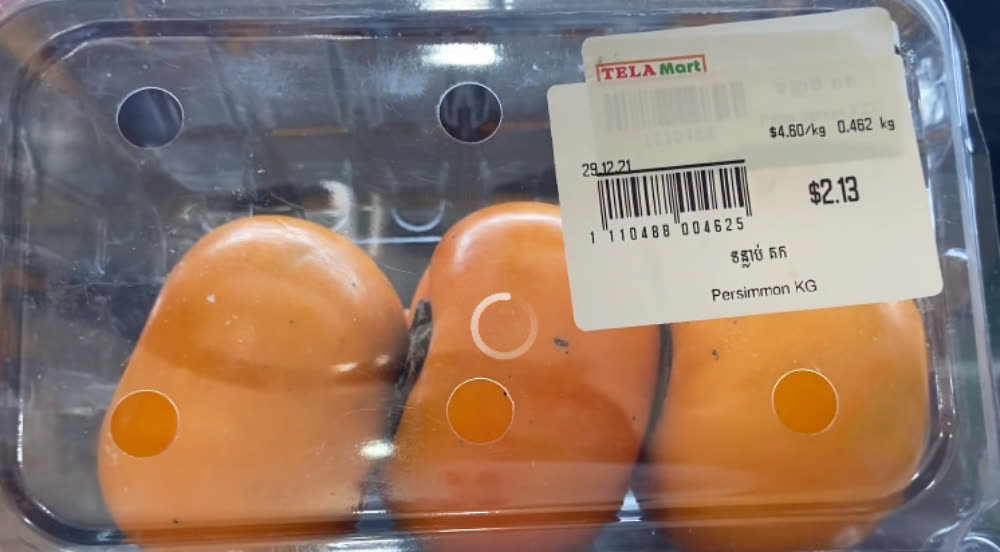 TELA Mart
$4.60/kg 0.462 kg
29.12.21
$2.13
1 110488 004625
ទន្លាប់ គក
Persimmon KG